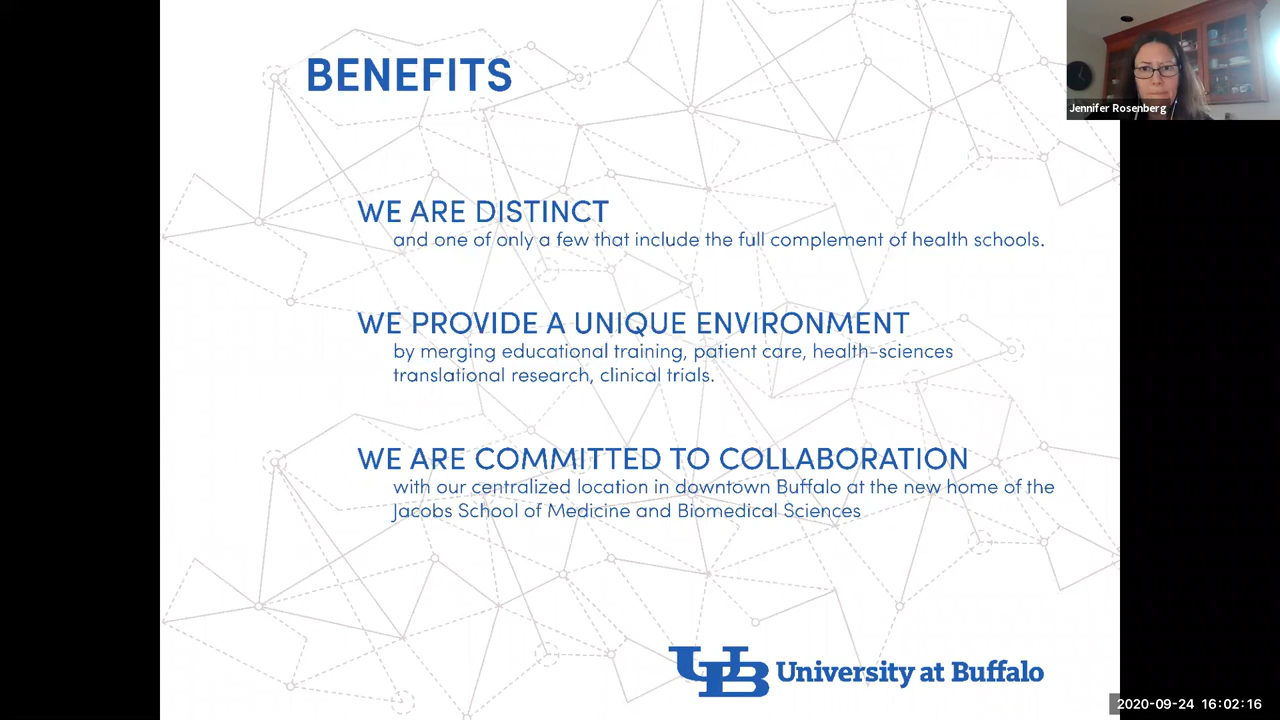 BENEFITS
Jennifer Rosenberg
WE ARE DISTINCT
and one of only a few that include the full complement of health schools.
WE PROVIDE A UNIQUE ENVIRONMENT
by merging educational training, patient care, health-sciences
translational research, clinical trials.
WE ARE COMMITTED TO COLLABORATION
with our centralized location in downtown Buffalo at the new home of the
Jacobs School of Medicine and Biomedical Sciences
UB University at Buffalo
2020-09-24 16:02:16